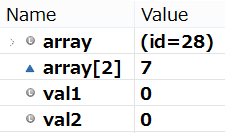 Name Value
array (id=28)
array[2] 7
val1 0
val2 0